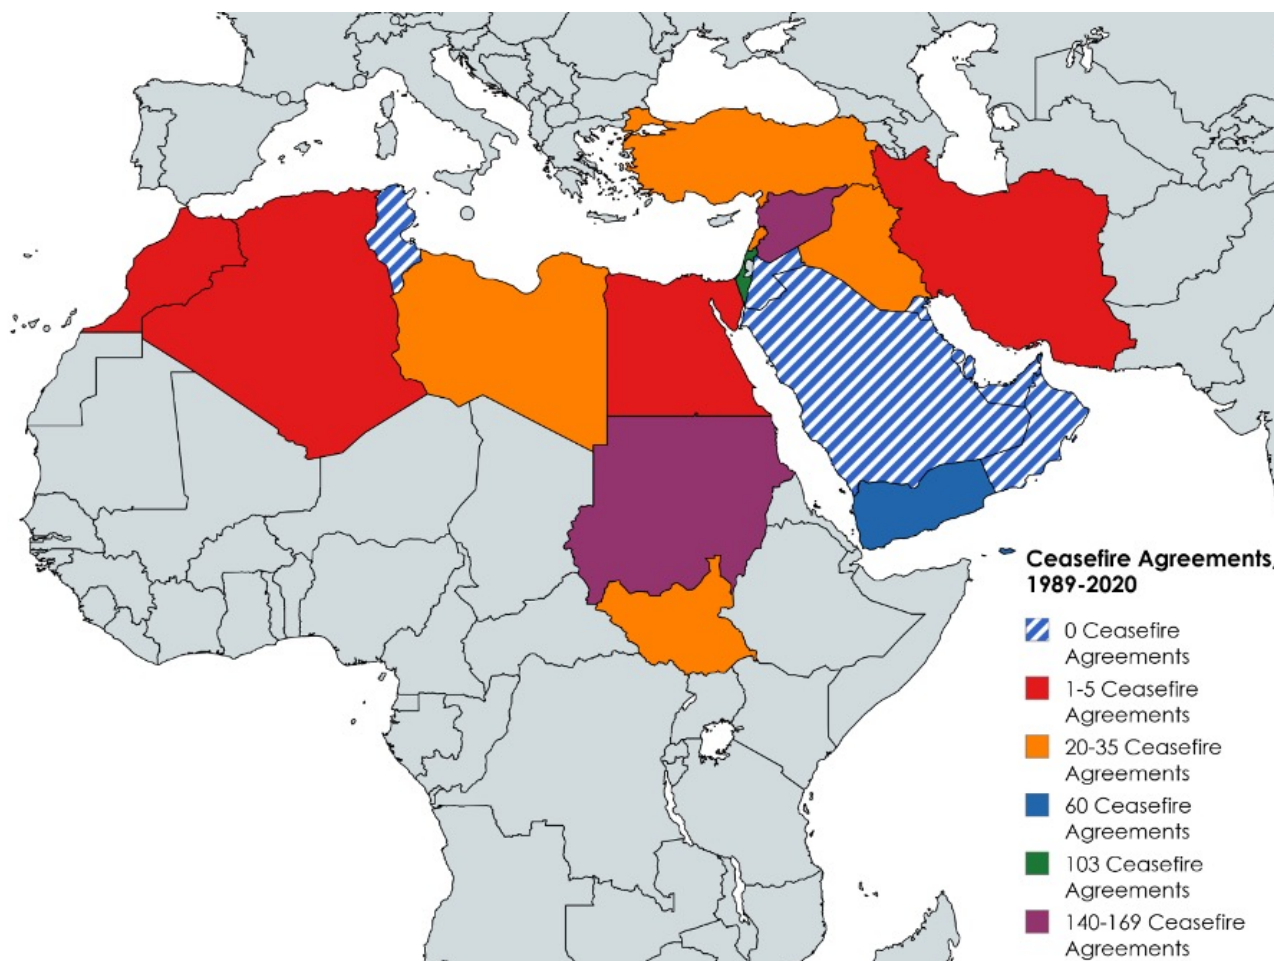 Ceasefire Agreements,
1989-2020
0 Ceasefire
Agreements
1-5 Ceasefire
Agreements
20-35 Ceasefire
Agreements
60 Ceasefire
Agreements
103 Ceasefire
Agreements
140-169 Ceasefire
Agreements